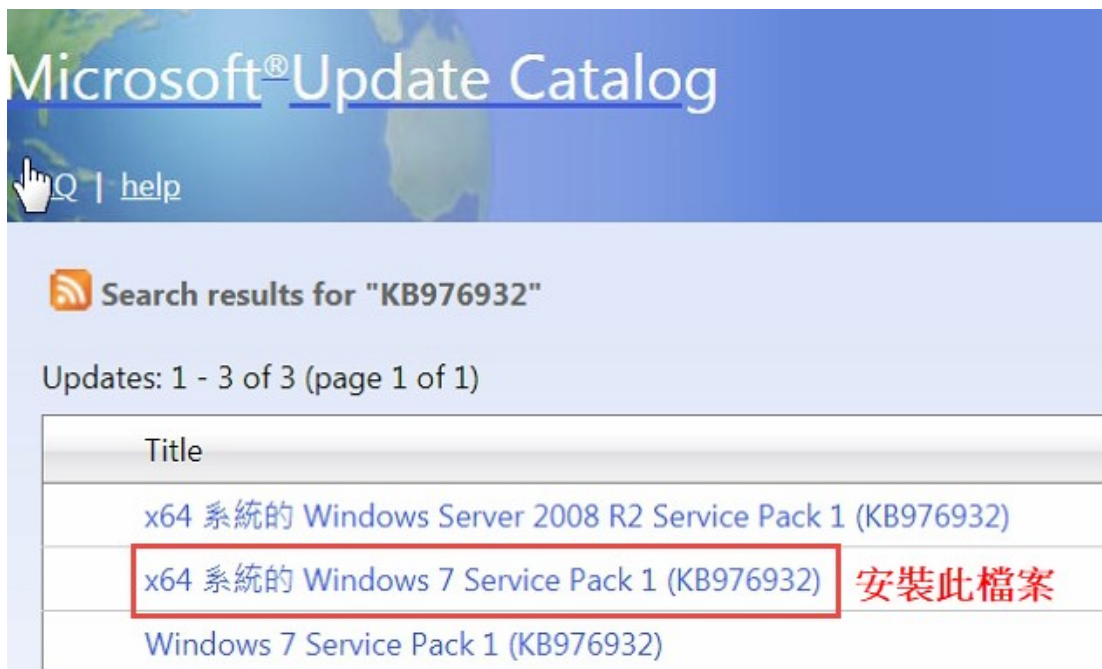 Microsoft®Update Catalog
Q | help
Search results for "KB976932"
Updates: 1 - 3 of 3 (page 1 of 1)
Title
x64 系統的 Windows Server 2008 R2 Service Pack 1 (KB976932)
x64 系統的 Windows 7 Service Pack 1 (KB976932) 安裝此檔案
Windows 7 Service Pack 1 (KB976932)